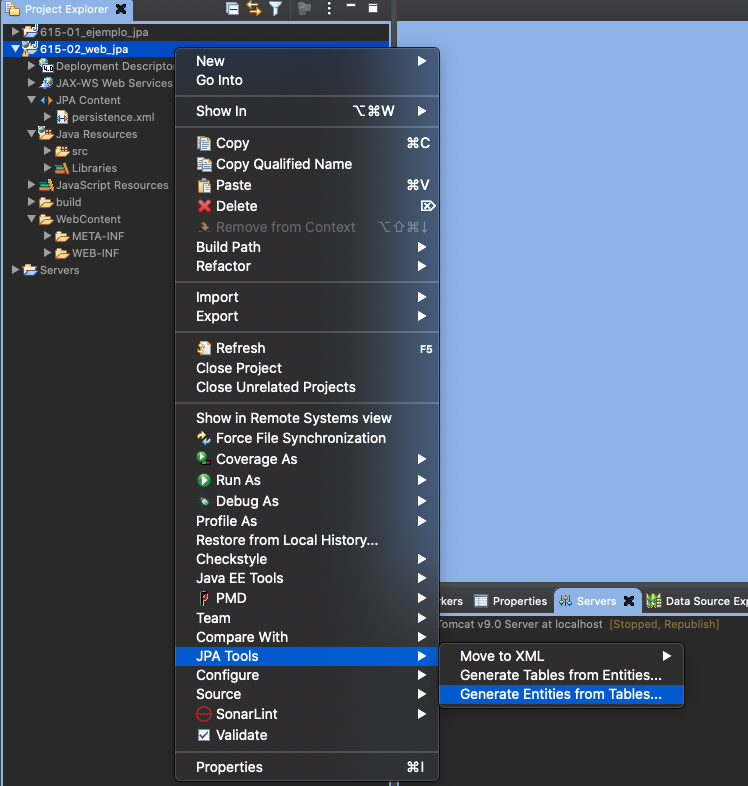 Project Explorer
615-01_ejemplo_jpa
615-02_web_jpa
Deployment Descripto
JAX-WS Web Services
JPA Content
persistence.xml
Java Resources
src
Libraries
JavaScript Resources
build
WebContent
META-INF
WEB-INF
Servers
New
Go Into
Show In ⌥⌘W
Copy ⌘C
Copy Qualified Name
Paste ⌘V
Delete ⌦
Remove from Context ⌥⇧⌘↓
Build Path
Refactor
Import
Export
Refresh F5
Close Project
Close Unrelated Projects
Show in Remote Systems view
Force File Synchronization
Coverage As
Run As
Debug As
Profile As
Restore from Local History...
Checkstyle
Java EE Tools
PMD
Team
Compare With
JPA Tools
Configure
Source
SonarLint
Validate
Properties ⌘I
Move to XML
Generate Tables from Entities...
Generate Entities from Tables...
rkers Properties Servers Data Source Exp
Tomcat v9.0 Server at localhost [Stopped, Republish]